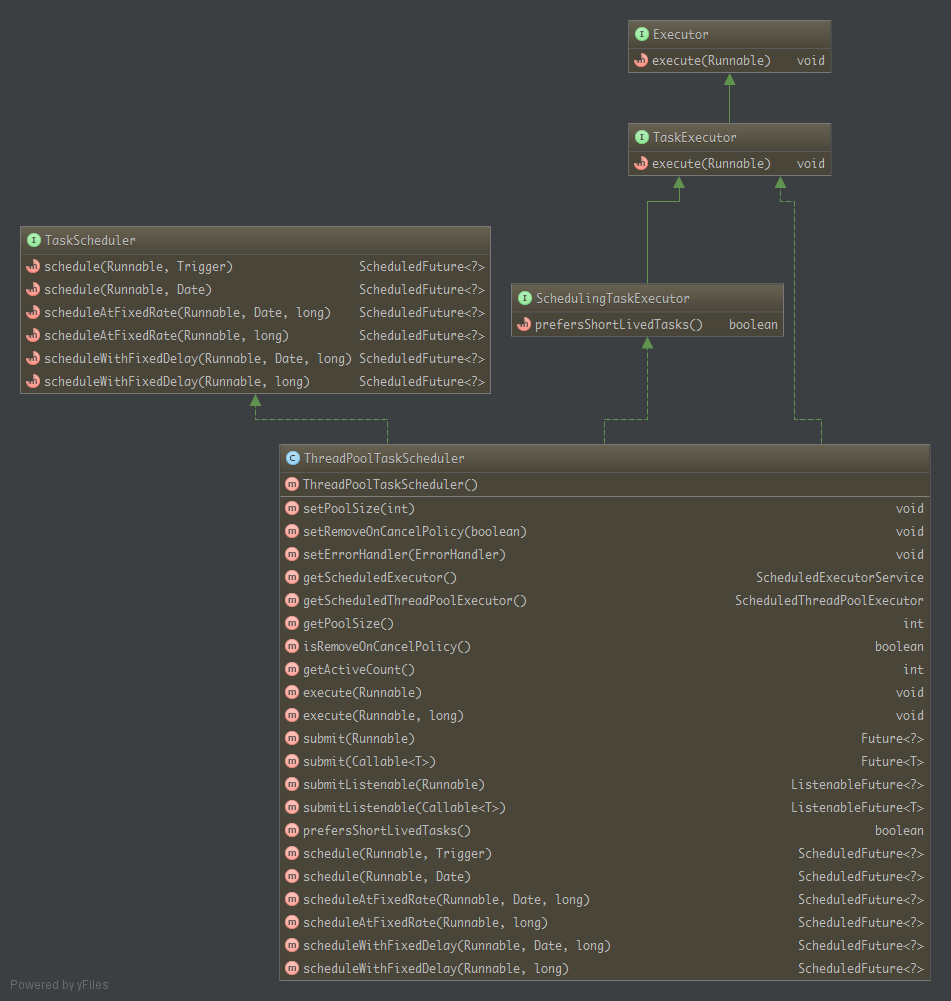 Executor
execute(Runnable) void
TaskExecutor
execute(Runnable) void
TaskScheduler
schedule(Runnable, Trigger) ScheduledFuture<?>
schedule(Runnable, Date) ScheduledFuture<?>
scheduleAtFixedRate(Runnable, Date, long) ScheduledFuture<?>
scheduleAtFixedRate(Runnable, long) ScheduledFuture<?>
scheduleWithFixedDelay(Runnable, Date, long) ScheduledFuture<?>
scheduleWithFixedDelay(Runnable, long) ScheduledFuture<?>
SchedulingTaskExecutor
prefersShortLivedTasks() boolean
ThreadPoolTaskScheduler
ThreadPoolTaskScheduler()
setPoolSize(int) void
setRemoveOnCancelPolicy(boolean) void
setErrorHandler(ErrorHandler) void
getScheduledExecutor() ScheduledExecutorService
getScheduledThreadPoolExecutor() ScheduledThreadPoolExecutor
getPoolSize() int
isRemoveOnCancelPolicy() boolean
getActiveCount() int
execute(Runnable) void
execute(Runnable, long) void
submit(Runnable) Future<?>
submit(Callable<T>) Future<T>
submitListenable(Runnable) ListenableFuture<?>
submitListenable(Callable<T>) ListenableFuture<T>
prefersShortLivedTasks() boolean
schedule(Runnable, Trigger) ScheduledFuture<?>
schedule(Runnable, Date) ScheduledFuture<?>
scheduleAtFixedRate(Runnable, Date, long) ScheduledFuture<?>
scheduleAtFixedRate(Runnable, long) ScheduledFuture<?>
scheduleWithFixedDelay(Runnable, Date, long) ScheduledFuture<?>
scheduleWithFixedDelay(Runnable, long) ScheduledFuture<?>
Powered by yFiles